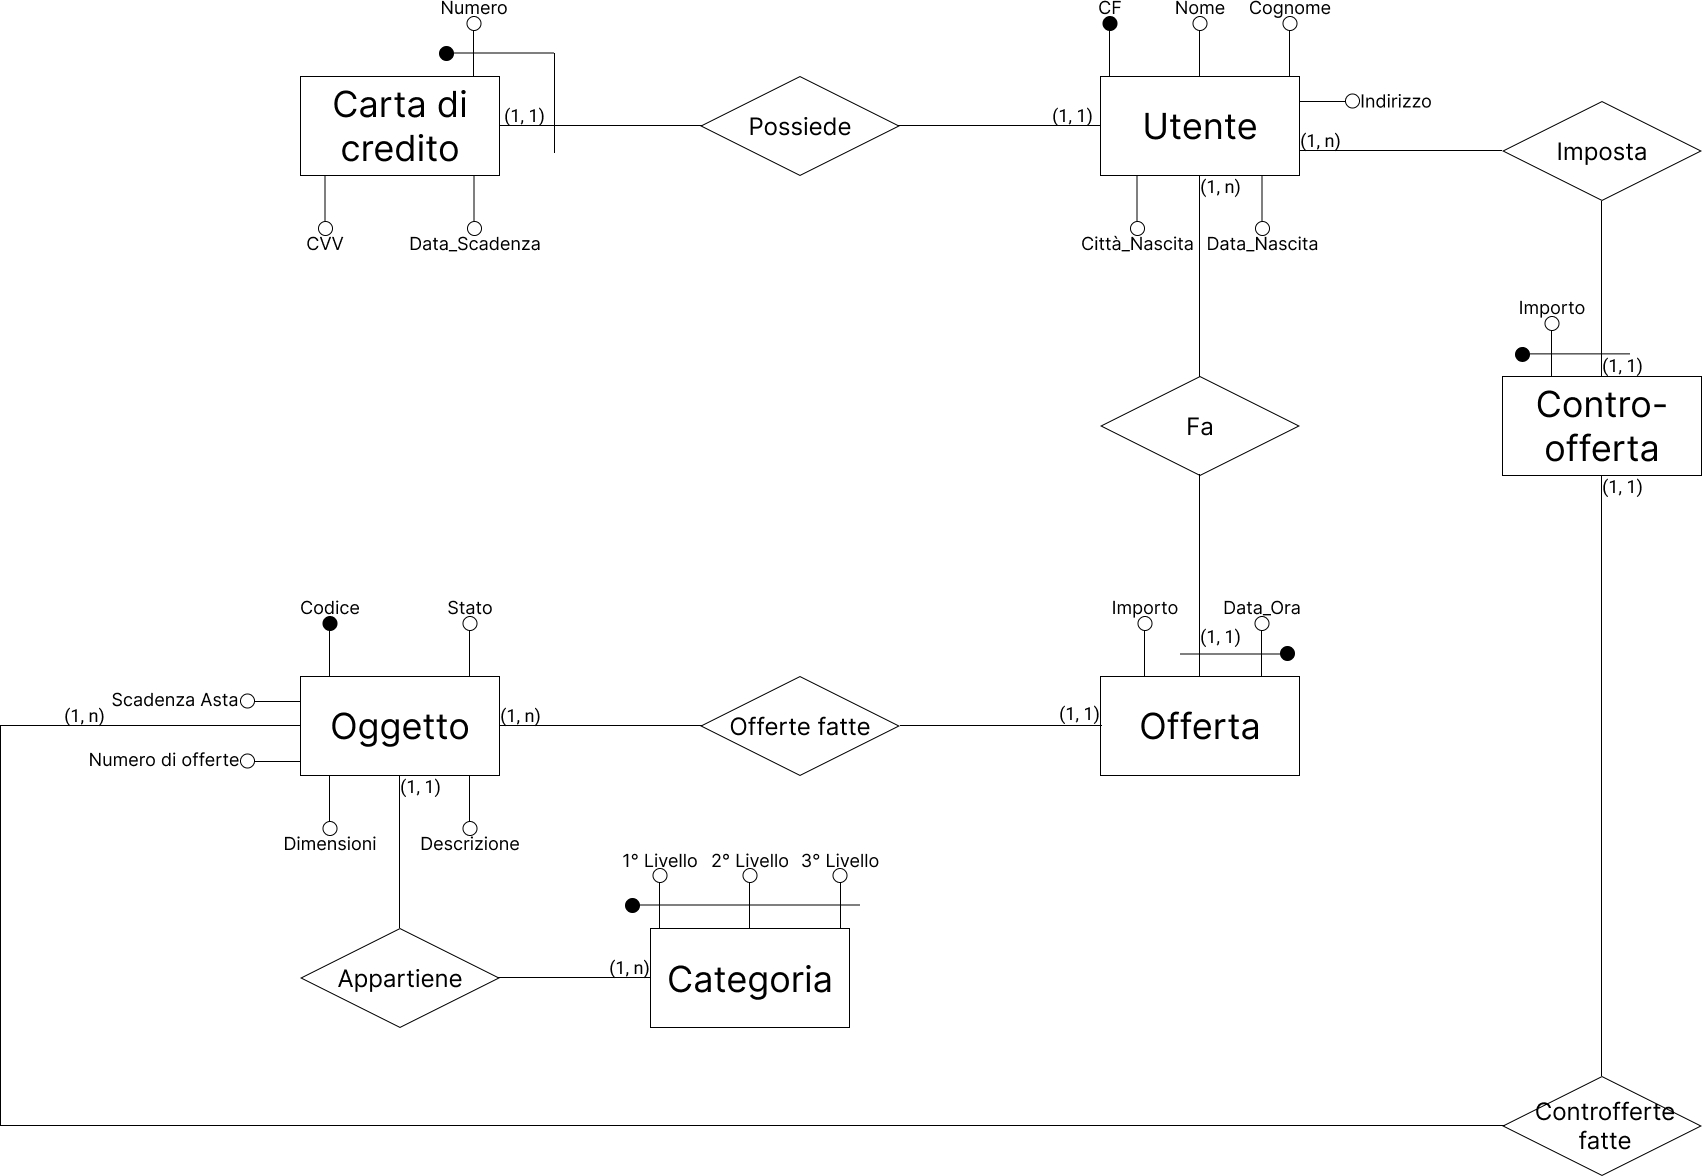 Numero
CF
Nome
Cognome
Carta di
credito
(1, 1)
Possiede
(1, 1)
Utente
Indirizzo
(1, n)
Imposta
(1, n)
CVV
Data_Scadenza
Città_Nascita
Data_Nascita
Importo
(1, 1)
Contro-
offerta
(1, 1)
Fa
Codice
Stato
Importo
Data_Ora
(1, 1)
Scadenza Asta
(1, n)
Oggetto
(1, n)
Offerte fatte
(1, 1)
Offerta
Numero di offerte
(1, 1)
Dimensioni
Descrizione
1° Livello
2° Livello
3° Livello
Appartiene
(1, n)
Categoria
Controfferte
fatte